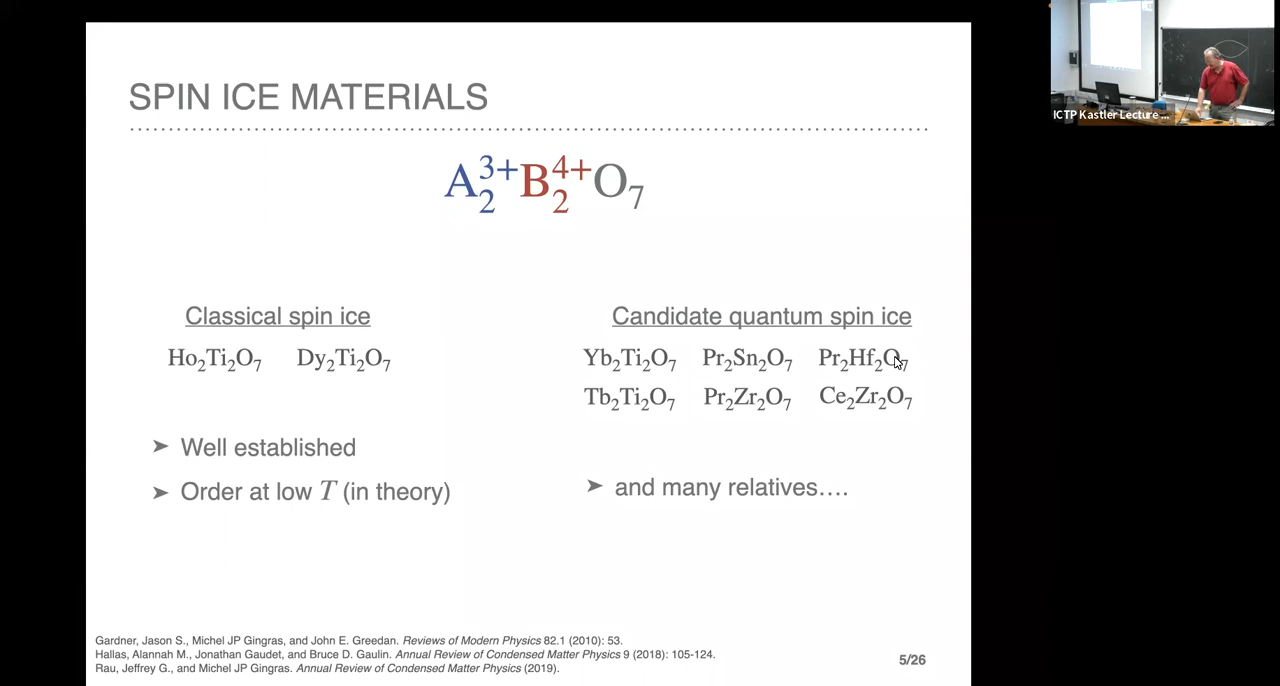 SPIN ICE MATERIALS
A₂³⁺B₂⁴⁺O₇
Classical spin ice
Ho₂Ti₂O₇ Dy₂Ti₂O₇
➤ Well established
➤ Order at low T (in theory)
Candidate quantum spin ice
Yb₂Ti₂O₇ Pr₂Sn₂O₇ Pr₂Hf₂O₇
Tb₂Ti₂O₇ Pr₂Zr₂O₇ Ce₂Zr₂O₇
➤ and many relatives....
Gardner, Jason S., Michel JP Gingras, and John E. Greedan. Reviews of Modern Physics 82.1 (2010): 53.
Hallas, Alannah M., Jonathan Gaudet, and Bruce D. Gaulin. Annual Review of Condensed Matter Physics 9 (2018): 105-124.
Rau, Jeffrey G., and Michel JP Gingras. Annual Review of Condensed Matter Physics (2019).
5/26
ICTP Kastler Lecture ...